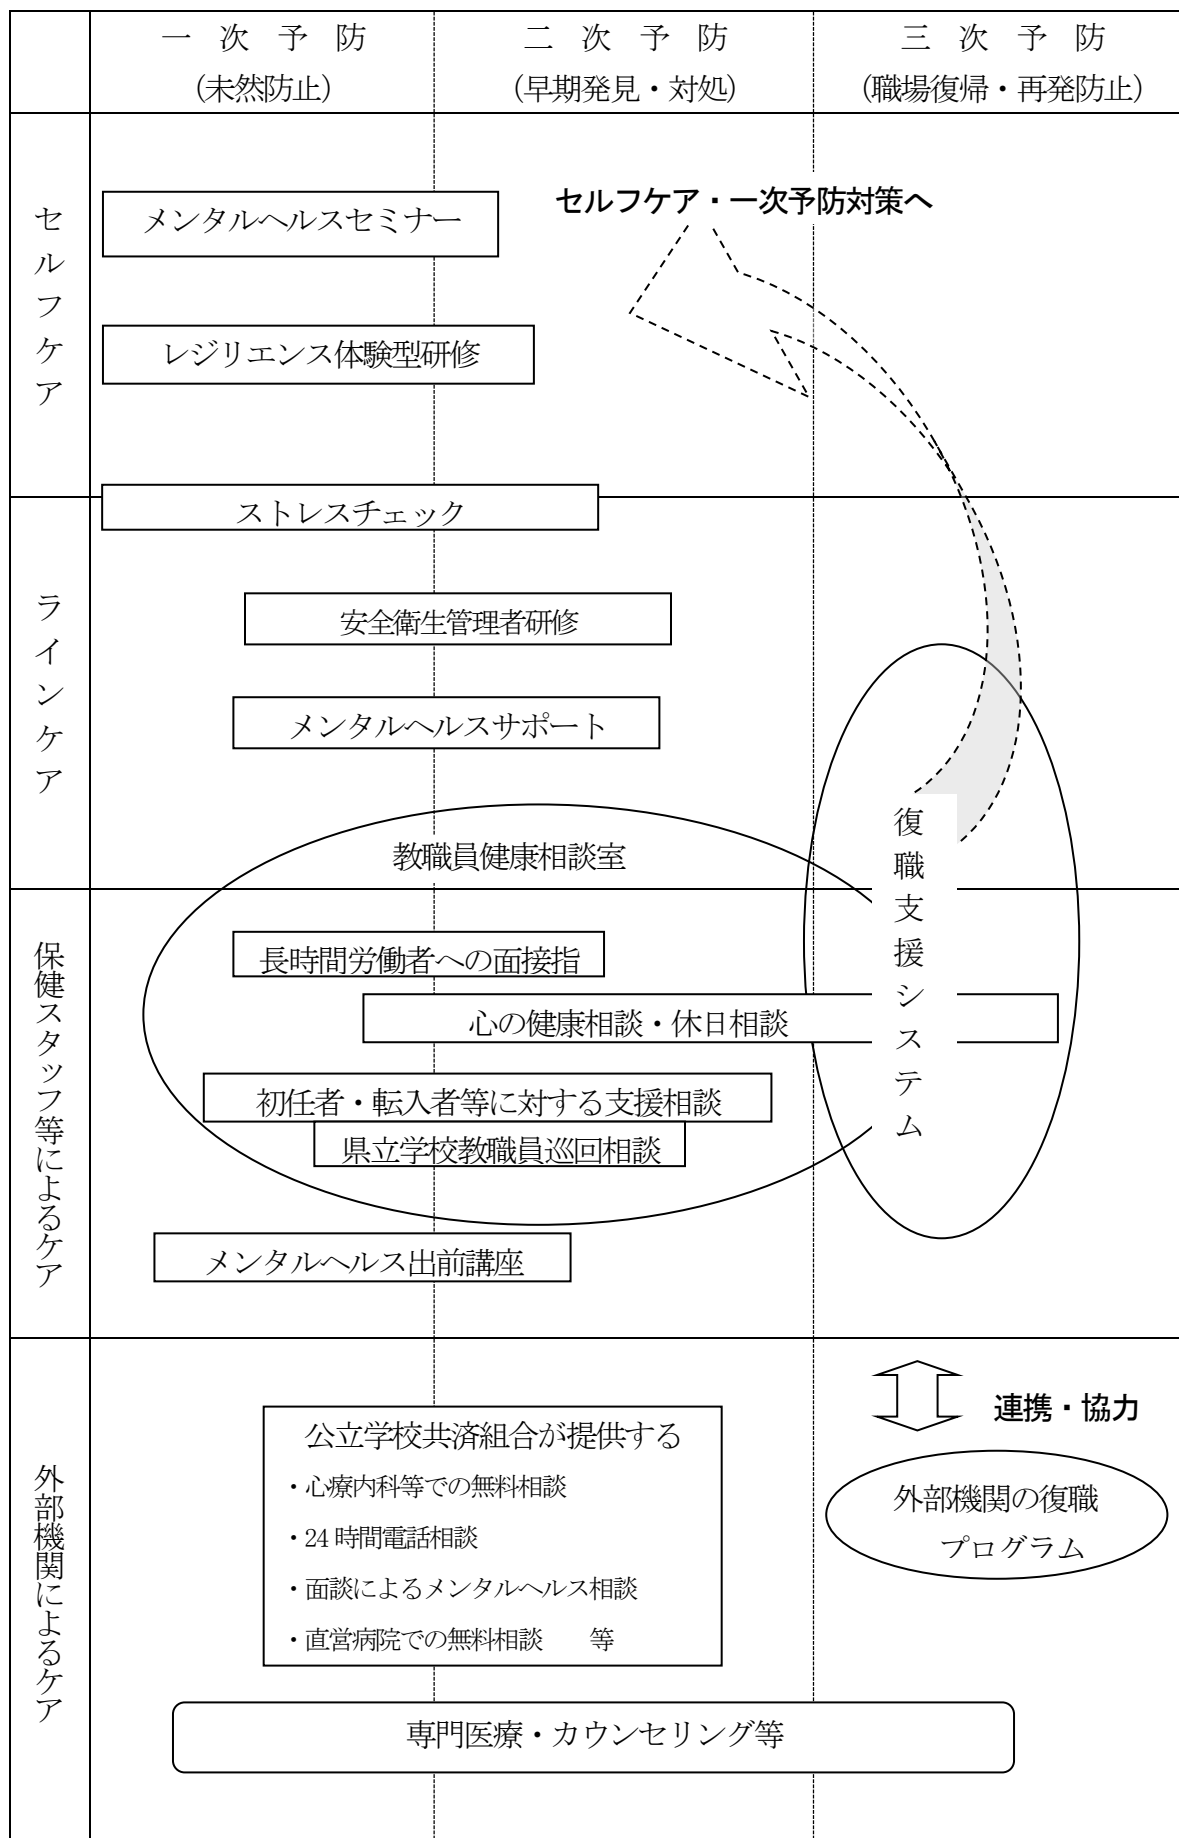 一次予防
(未然防止)
二次予防
(早期発見・対処)
三次予防
(職場復帰・再発防止)
セルフケア
メンタルヘルスセミナー
セルフケア・一次予防対策へ
レジリエンス体験型研修
ストレスチェック
ラインケア
安全衛生管理者研修
メンタルヘルスサポート
教職員健康相談室
復職支援システム
保健スタッフ等によるケア
長時間労働者への面接指
心の健康相談・休日相談
初任者・転入者等に対する支援相談
県立学校教職員巡回相談
メンタルヘルス出前講座
外部機関によるケア
公立学校共済組合が提供する
・心療内科等での無料相談
・24時間電話相談
・面談によるメンタルヘルス相談
・直営病院での無料相談　等
連携・協力
外部機関の復職
プログラム
専門医療・カウンセリング等